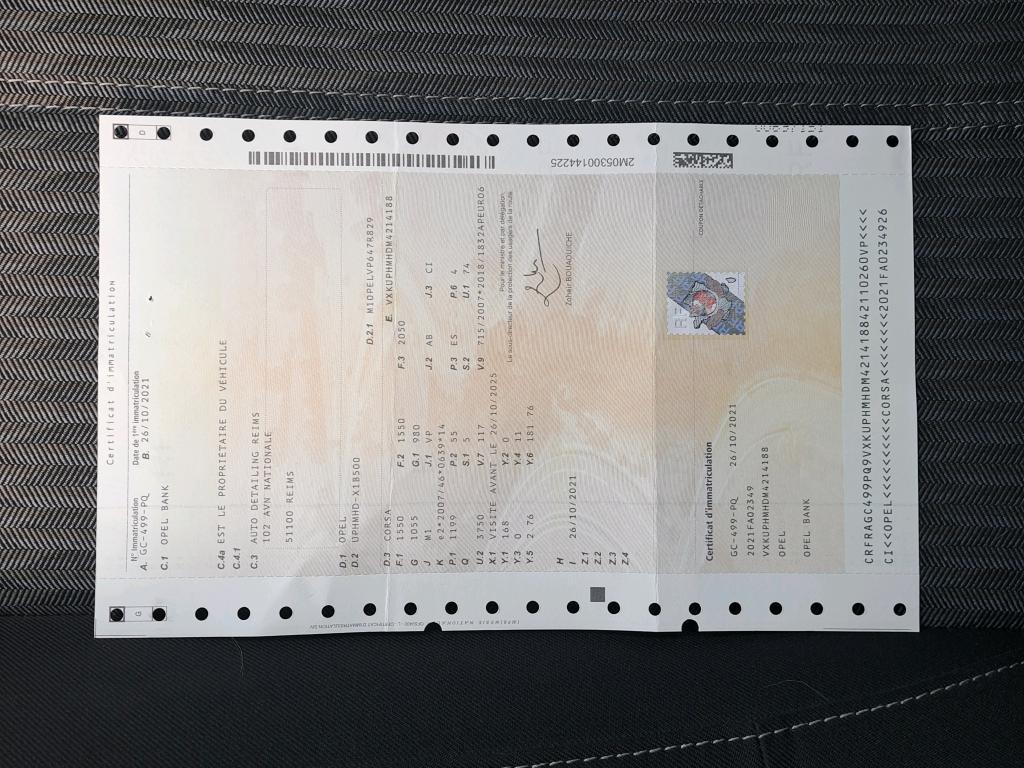 Certificat d'immatriculation
N° Immatriculation Date de 1ère immatriculation
A. GC-499-PQ B. 26/10/2021
C.1 OPEL BANK
C.4a EST LE PROPRIÉTAIRE DU VÉHICULE
C.4.1
C.3 AUTO DETAILING REIMS
102 AVN NATIONALE
51100 REIMS
D.1 OPEL
D.2 UPHMHD-X1B500 D.2.1 M10PELVP647R829
D.3 CORSA E. VXKUPHMHDM4214188
F.1 1550 F.2 1550 F.3 2050
G 1055 G.1 980
J M1 J.1 VP J.2 AB J.3 CI
K e2*2007/46*0639*14
P.1 1199 P.2 55 P.3 ES P.6 4
Q S.1 5 S.2 U.1 74
U.2 3750 V.7 117 V.9 715/2007*2018/1832APEURO6
X.1 VISITE AVANT LE 26/10/2025
Y.1 168 Y.2 0
Y.3 0 Y.4 11
Y.5 2.76 Y.6 181.76
Pour le ministre et par délégation,
Le sous-directeur de la protection des usagers de la route
Zoheir BOUAOUICHE
H
I 26/10/2021
Z.1
Z.2
Z.3
Z.4
COUPON DÉTACHABLE
RF
Certificat d'immatriculation
GC-499-PQ 26/10/2021
2021FA02349
VXKUPHMHDM4214188
OPEL
OPEL BANK
CRFRAGC499PQ9VXKUPHMHDM42141884211026OVP<<<<
CI<<OPEL<<<<<<<<<CORSA<<<<<<<<2021FA0234926
2M05300144225
D
G